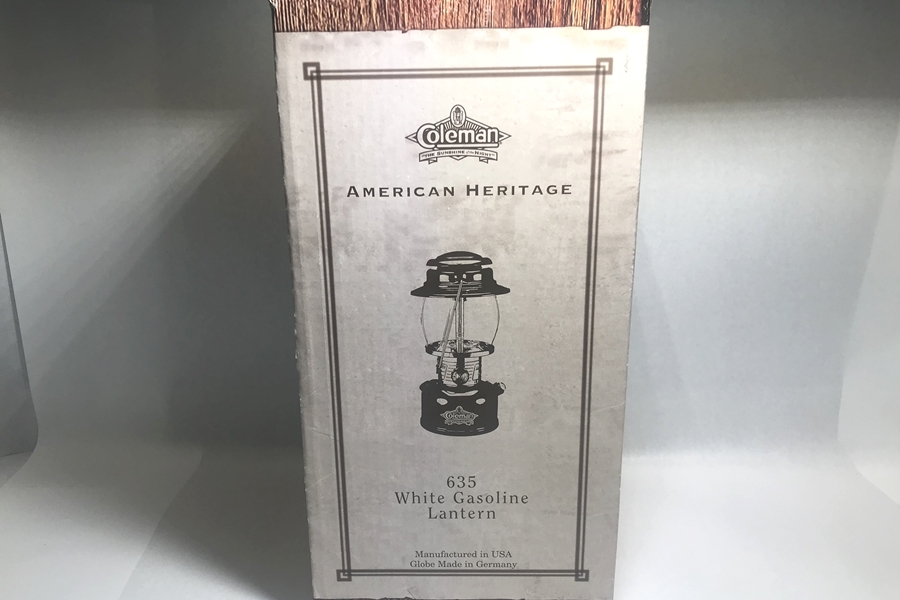 Coleman
"THE SUNSHINE OF THE NIGHT"
AMERICAN HERITAGE
Coleman
635
White Gasoline
Lantern
Manufactured in USA
Globe Made in Germany